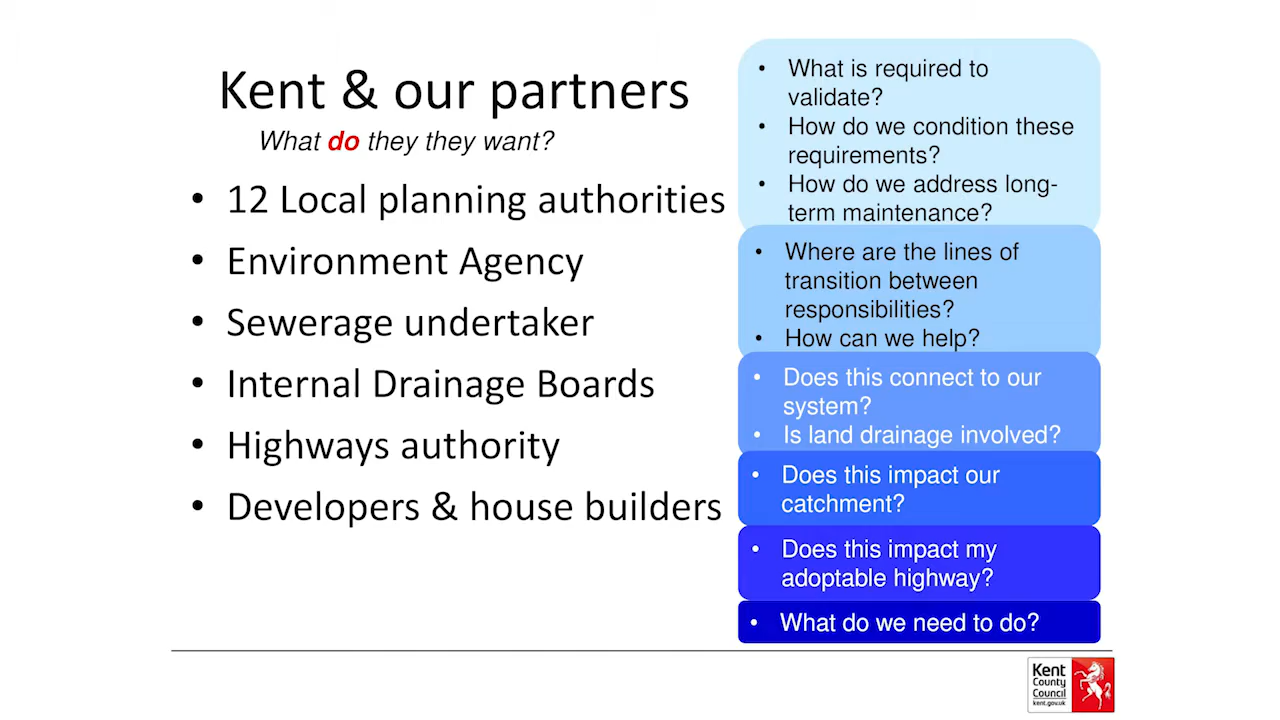 Kent & our partners
What do they they want?
• 12 Local planning authorities
• Environment Agency
• Sewerage undertaker
• Internal Drainage Boards
• Highways authority
• Developers & house builders
• What is required to
validate?
• How do we condition these
requirements?
• How do we address long-
term maintenance?
• Where are the lines of
transition between
responsibilities?
• How can we help?
• Does this connect to our
system?
• Is land drainage involved?
• Does this impact our
catchment?
• Does this impact my
adoptable highway?
• What do we need to do?
Kent
County
Council
kent.gov.uk